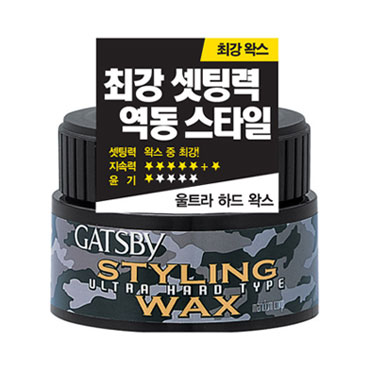 최강 왁스
최강 셋팅력
역동 스타일
셋팅력 왁스 중 최강!
지속력 ★★★★★+★
윤 기 ★★★★★
울트라 하드 왁스
GATSBY
STYLING
ULTRA HARD TYPE
WAX